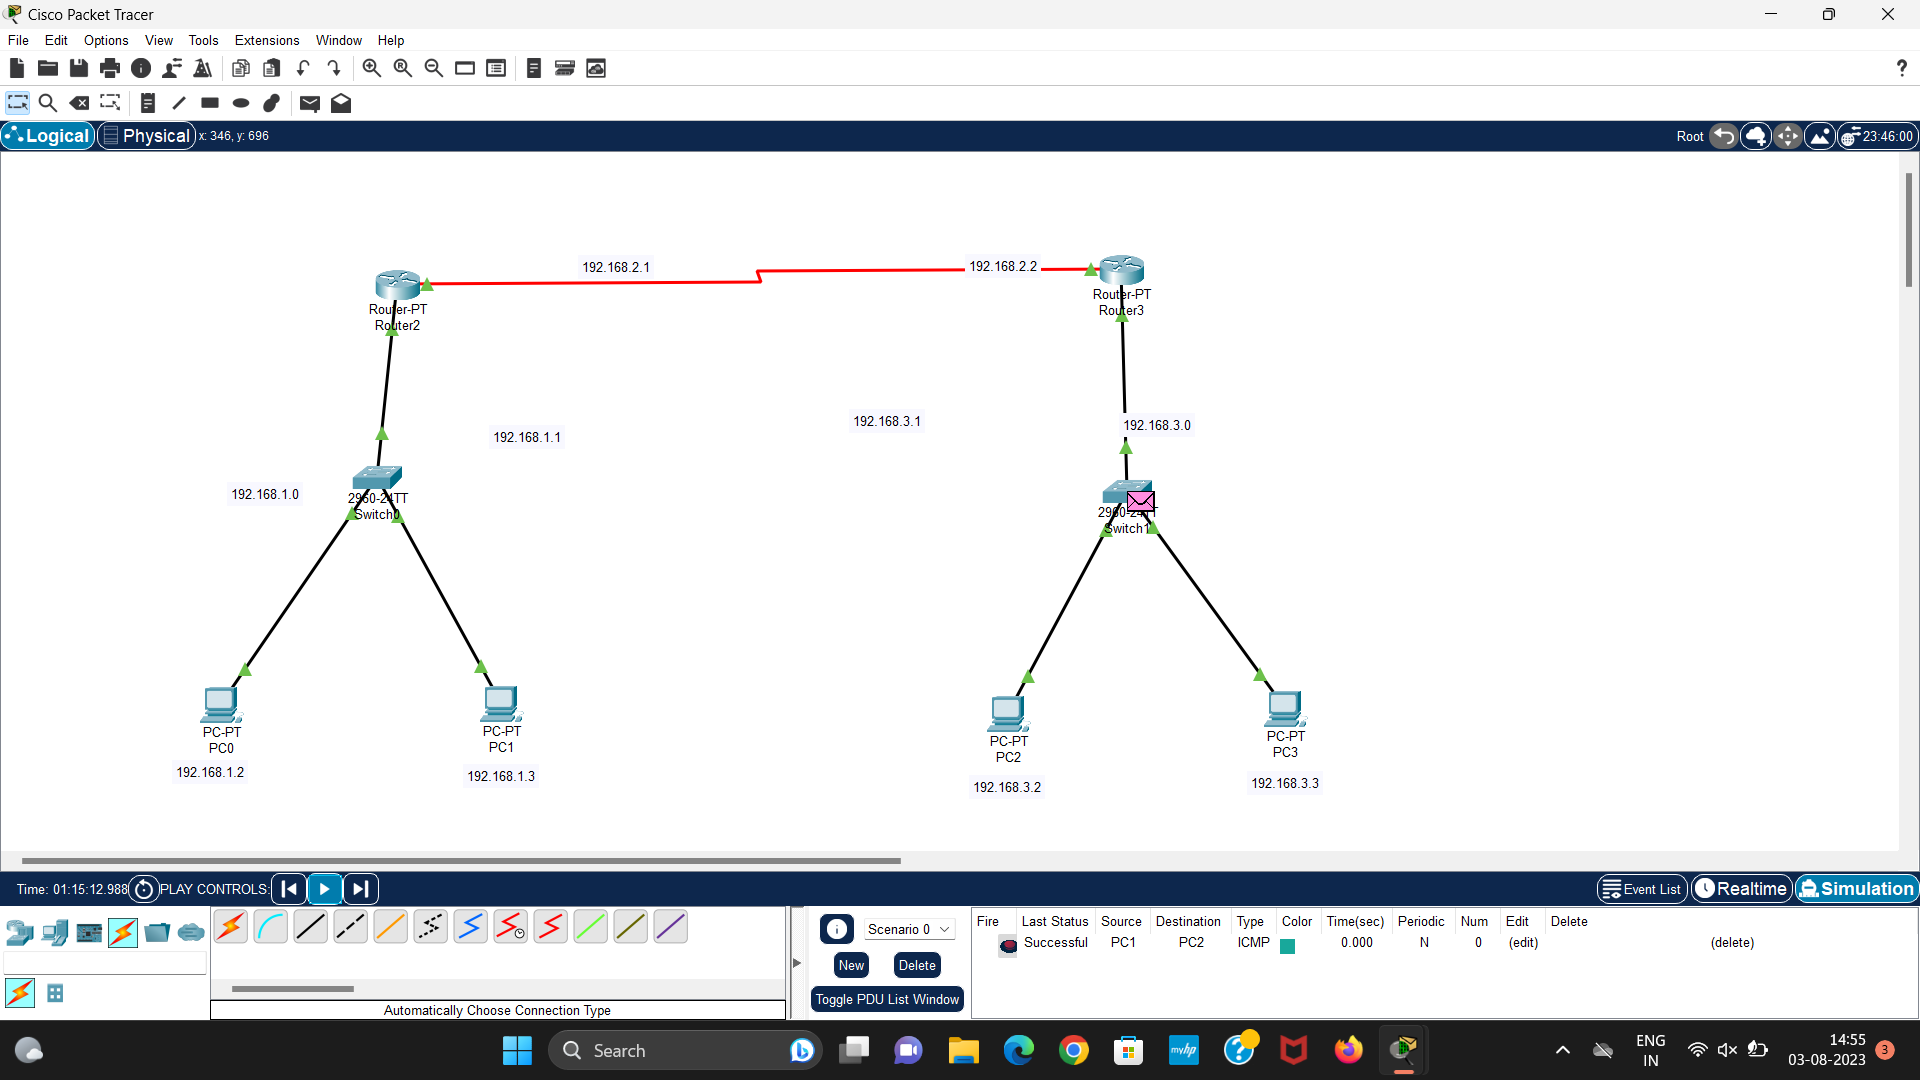 Cisco Packet Tracer
File Edit Options View Tools Extensions Window Help
?
Logical Physical x: 346, y: 696 Root 23:46:00
192.168.2.1
192.168.2.2
Router-PT
Router2
Router-PT
Router3
192.168.1.1
192.168.3.1
192.168.3.0
192.168.1.0
2960-24TT
Switch0
2960-24TT
Switch1
PC-PT
PC0
192.168.1.2
PC-PT
PC1
192.168.1.3
PC-PT
PC2
192.168.3.2
PC-PT
PC3
192.168.3.3
Time: 01:15:12.988 PLAY CONTROLS: Event List Realtime Simulation
Scenario 0
New Delete
Toggle PDU List Window
Fire Last Status Source Destination Type Color Time(sec) Periodic Num Edit Delete
Successful PC1 PC2 ICMP 0.000 N 0 (edit) (delete)
Automatically Choose Connection Type
Search
myhp
ENG
IN
14:55
03-08-2023
3